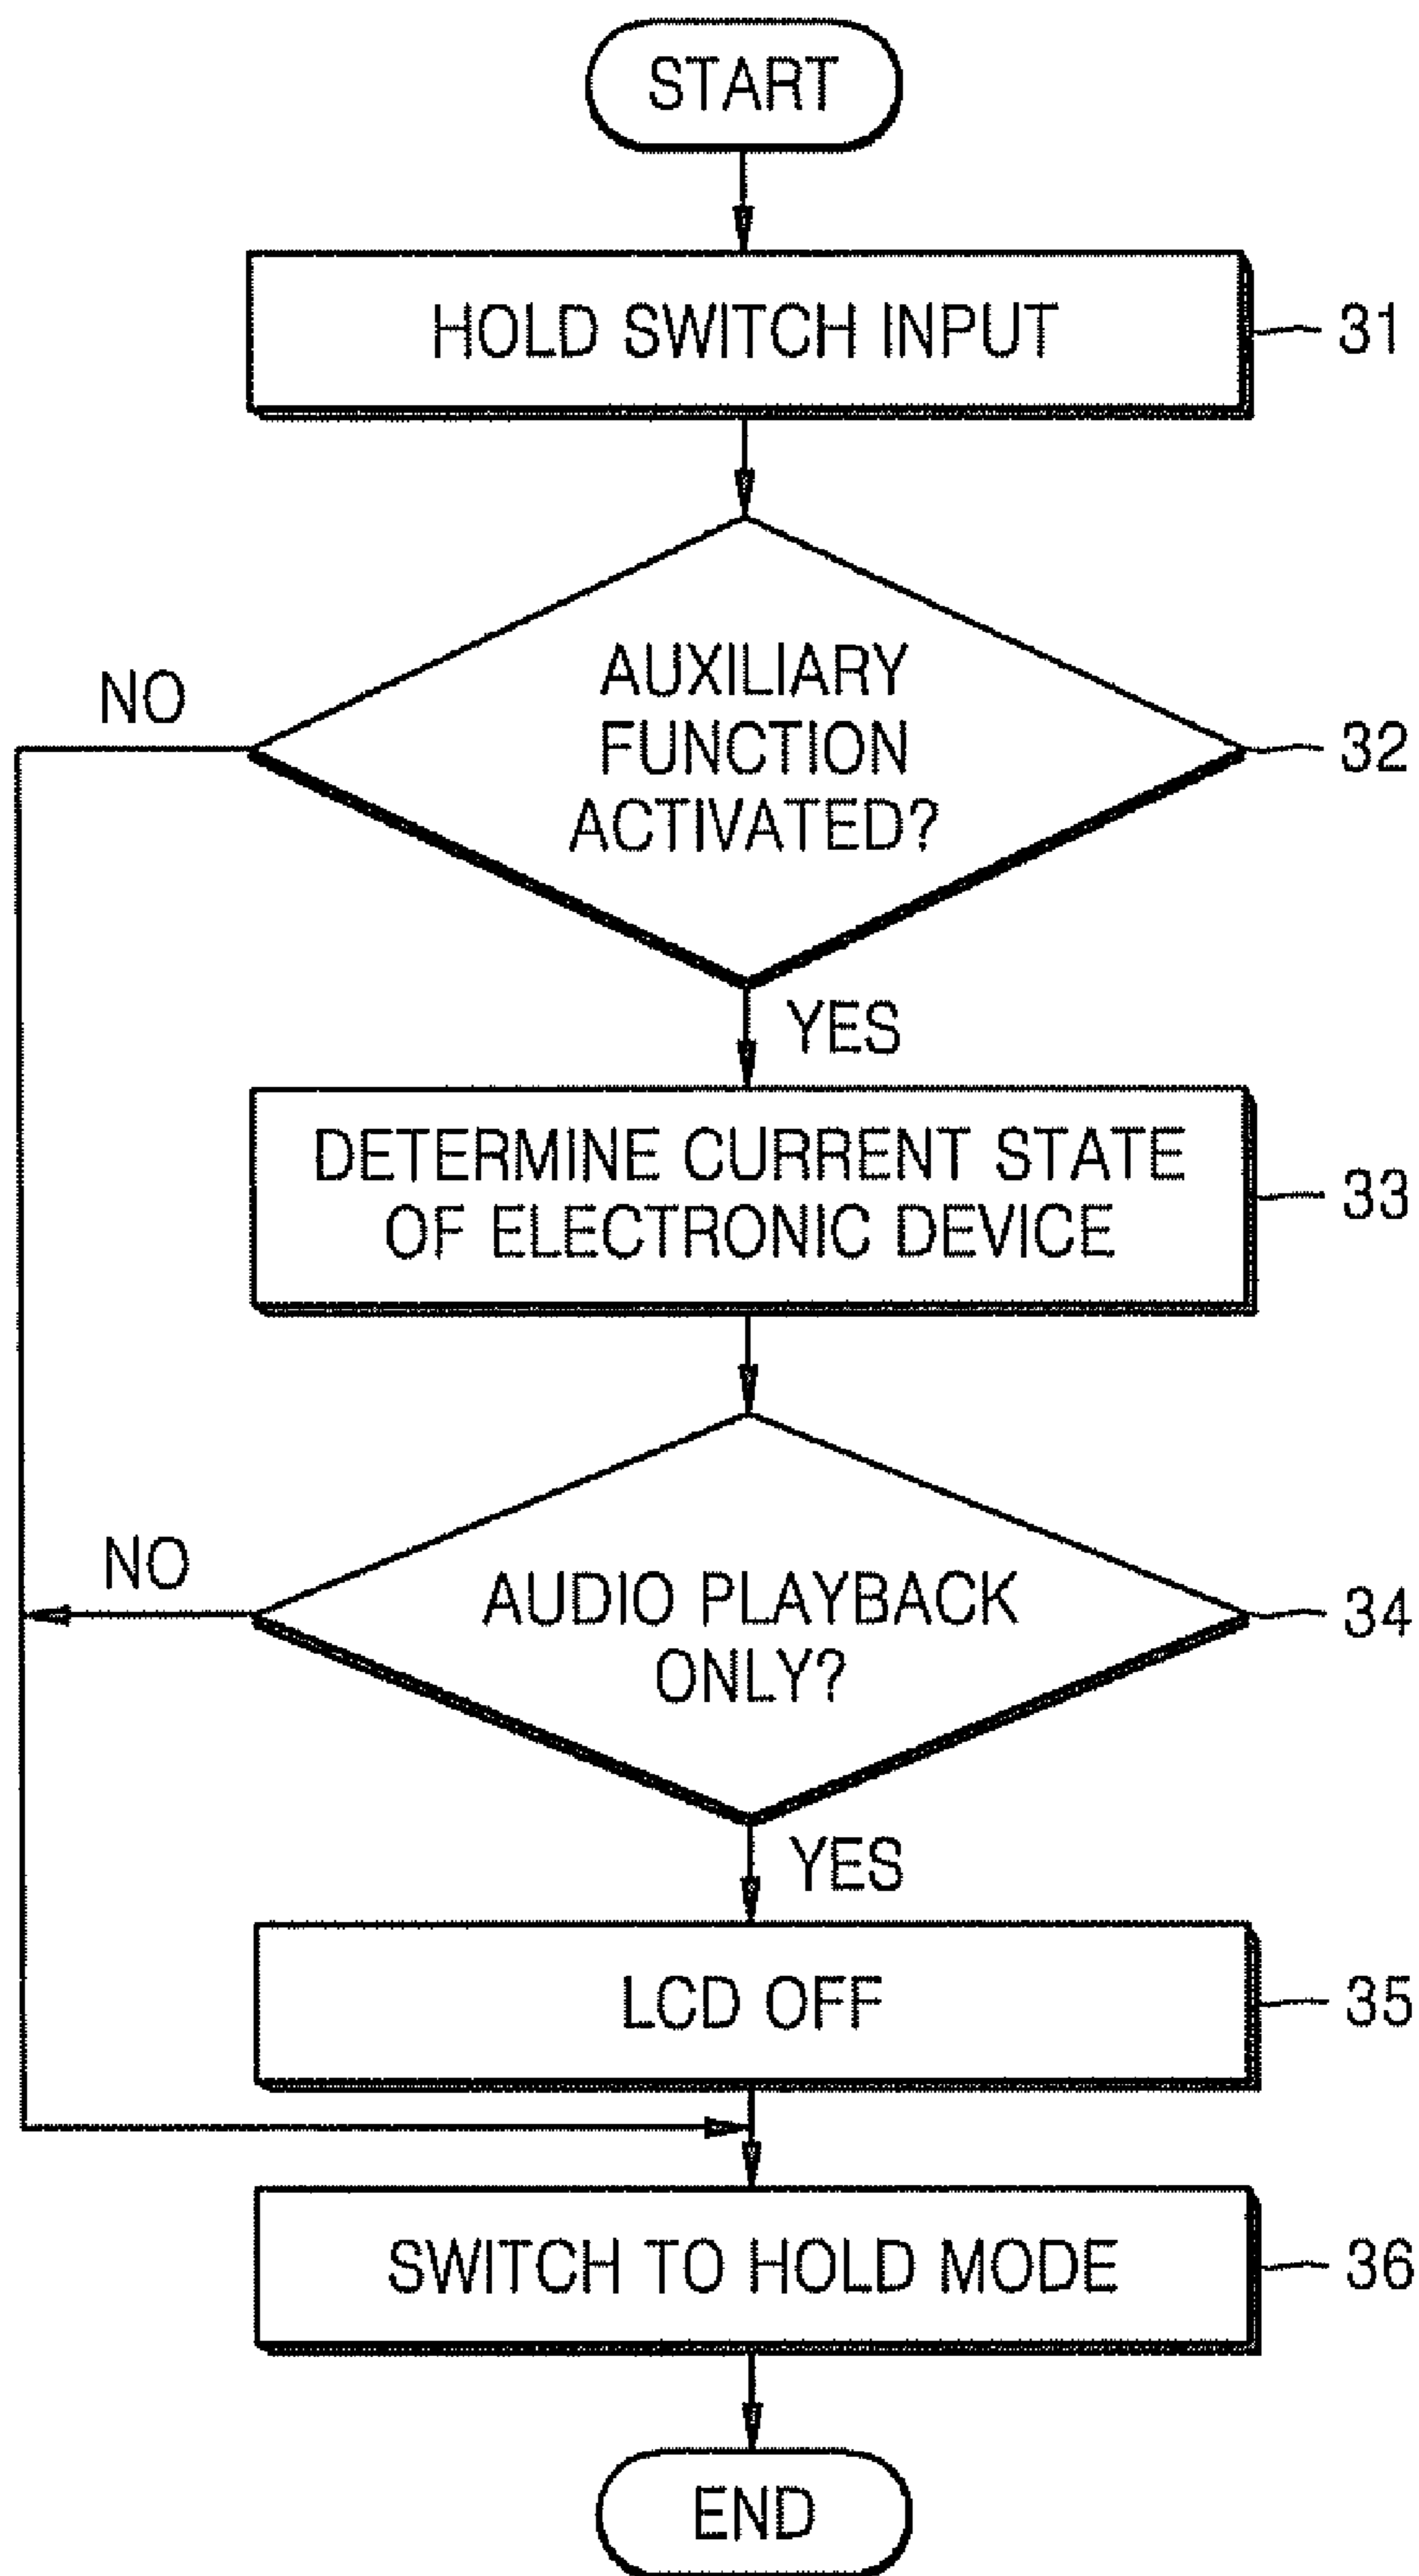 START
HOLD SWITCH INPUT
31
AUXILIARY
FUNCTION
ACTIVATED?
NO
32
YES
DETERMINE CURRENT STATE
OF ELECTRONIC DEVICE
33
NO
AUDIO PLAYBACK
ONLY?
34
YES
LCD OFF
35
SWITCH TO HOLD MODE
36
END